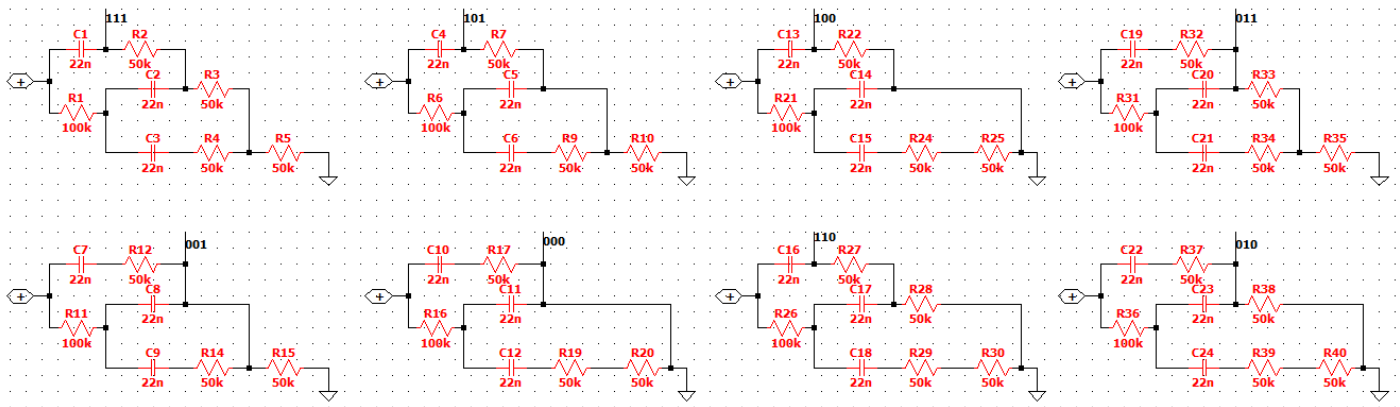 111
C1 R2
22n 50k
C2 R3
22n 50k
R1
100k
C3 R4 R5
22n 50k 50k
101
C4 R7
22n 50k
C5
22n
R6
100k
C6 R9 R10
22n 50k 50k
100
C13 R22
22n 50k
C14
22n
R21
100k
C15 R24 R25
22n 50k 50k
011
C19 R32
22n 50k
C20 R33
22n 50k
R31
100k
C21 R34 R35
22n 50k 50k
001
C7 R12
22n 50k
C8
22n
R11
100k
C9 R14 R15
22n 50k 50k
000
C10 R17
22n 50k
C11
22n
R16
100k
C12 R19 R20
22n 50k 50k
110
C16 R27
22n 50k
C17 R28
22n 50k
R26
100k
C18 R29 R30
22n 50k 50k
010
C22 R37
22n 50k
C23 R38
22n 50k
R36
100k
C24 R39 R40
22n 50k 50k